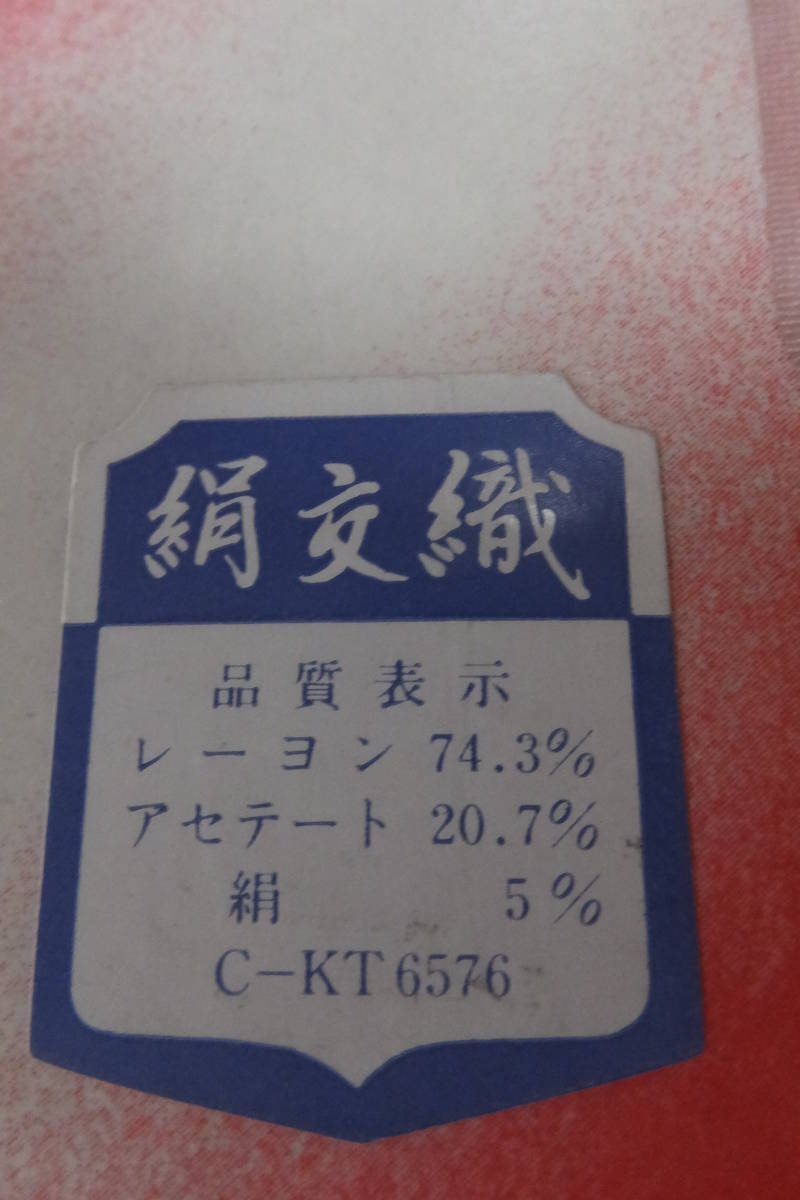 絹交織
品質表示
レーヨン 74.3%
アセテート 20.7%
絹 5%
C-KT6576